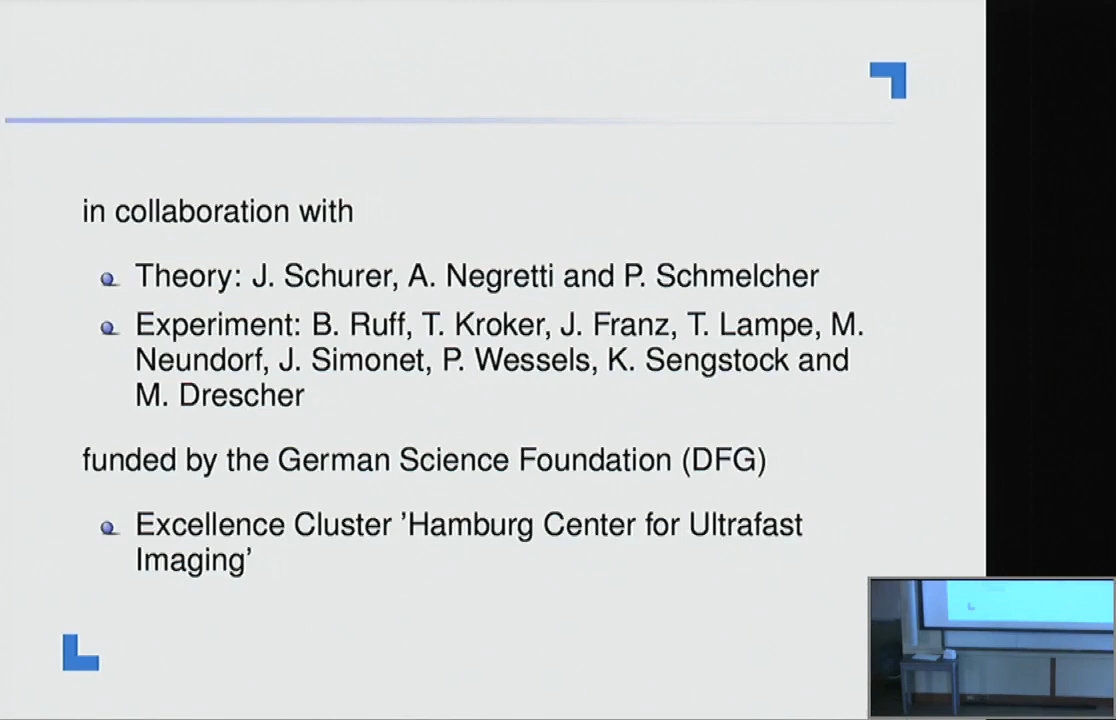 in collaboration with
Theory: J. Schurer, A. Negretti and P. Schmelcher
Experiment: B. Ruff, T. Kroker, J. Franz, T. Lampe, M.
Neundorf, J. Simonet, P. Wessels, K. Sengstock and
M. Drescher
funded by the German Science Foundation (DFG)
Excellence Cluster ’Hamburg Center for Ultrafast
Imaging’